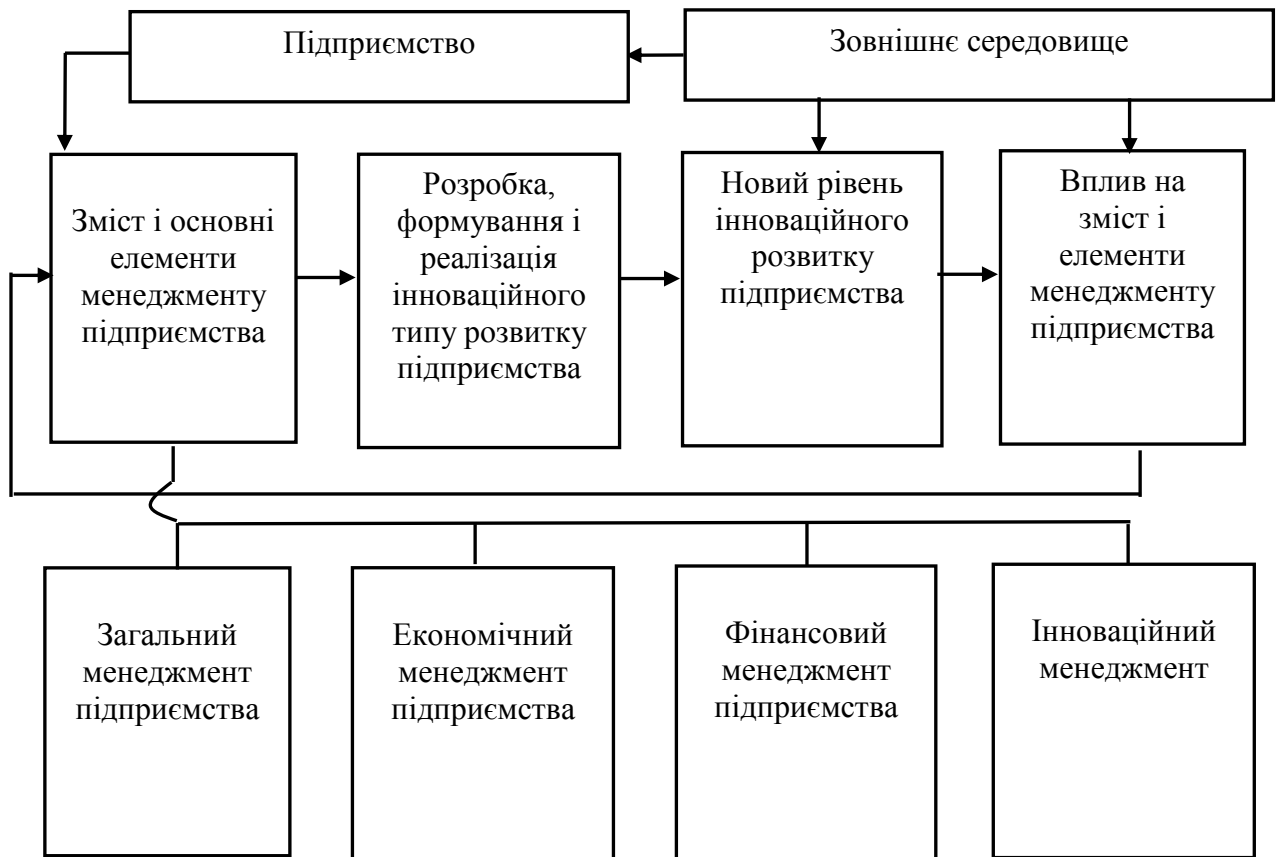 Підприємство
Зовнішнє середовище
Зміст і основні
елементи
менеджменту
підприємства
Розробка,
формування і
реалізація
інноваційного
типу розвитку
підприємства
Новий рівень
інноваційного
розвитку
підприємства
Вплив на
зміст і
елементи
менеджменту
підприємства
Загальний
менеджмент
підприємства
Економічний
менеджмент
підприємства
Фінансовий
менеджмент
підприємства
Інноваційний
менеджмент